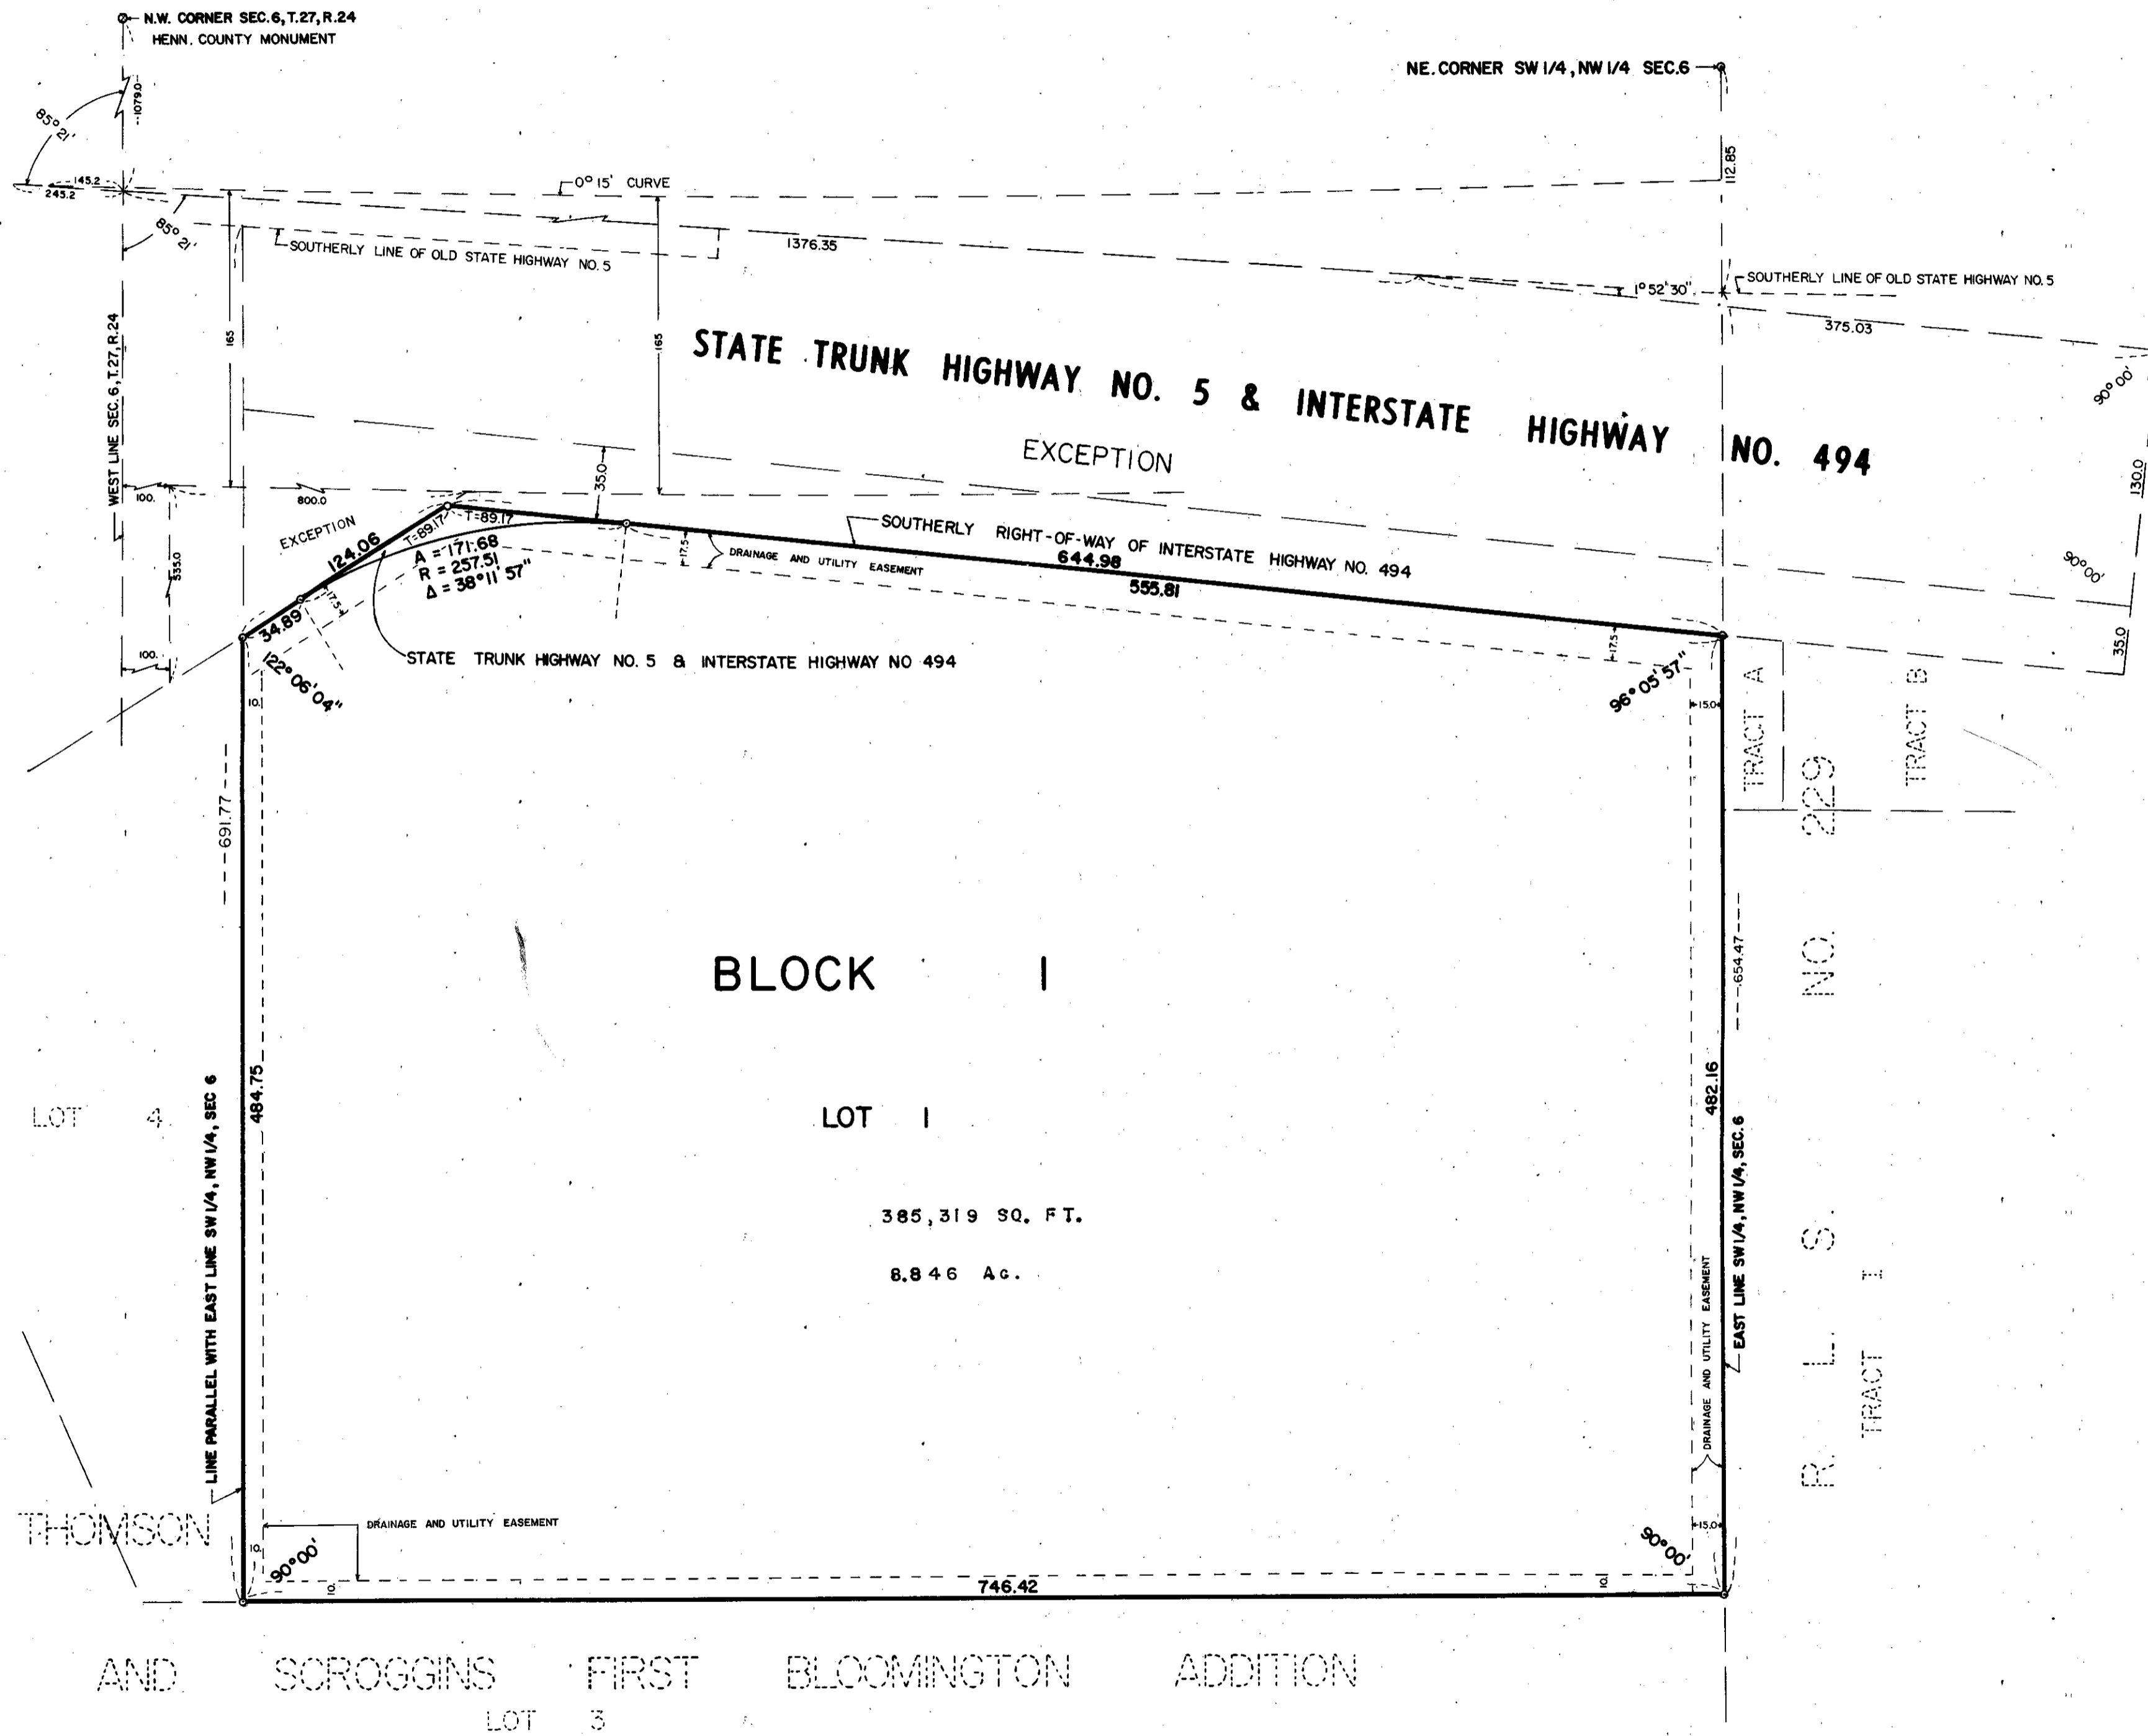 N.W. CORNER SEC.6, T.27, R.24
HENN. COUNTY MONUMENT
NE. CORNER SW 1/4, NW 1/4 SEC.6
1079.0
85° 21'
145.2
245.2
85° 21'
0° 15' CURVE
112.85
SOUTHERLY LINE OF OLD STATE HIGHWAY NO. 5
1376.35
1° 52' 30"
SOUTHERLY LINE OF OLD STATE HIGHWAY NO. 5
375.03
90° 00'
165
165
STATE TRUNK HIGHWAY NO. 5 & INTERSTATE HIGHWAY NO. 494
EXCEPTION
WEST LINE SEC. 6, T.27, R.24
130.0
100.
800.0
35.0
EXCEPTION
124.06
T=89.17
T=89.17
A = 171.68
R = 257.51
Δ = 38° 11' 57"
17.5
SOUTHERLY RIGHT-OF-WAY OF INTERSTATE HIGHWAY NO. 494
DRAINAGE AND UTILITY EASEMENT
644.98
555.81
90° 00'
535.0
17.5
34.89
17.5
35.0
100.
122° 06' 04"
STATE TRUNK HIGHWAY NO. 5 & INTERSTATE HIGHWAY NO 494
96° 05' 57"
10.
15.0
TRACT A
TRACT B
691.77
654.47
R. L. S. NO. 229
BLOCK 1
484.75
482.16
LOT 4
LOT 1
385,319 SQ. FT.
8.846 AC.
LINE PARALLEL WITH EAST LINE SW 1/4, NW 1/4, SEC 6
EAST LINE SW 1/4, NW 1/4, SEC. 6
DRAINAGE AND UTILITY EASEMENT
TRACT I
THOMSON
DRAINAGE AND UTILITY EASEMENT
10.
90° 00'
10.
90° 00'
15.0
10.
746.42
AND SCROGGINS FIRST BLOOMINGTON ADDITION
LOT 3